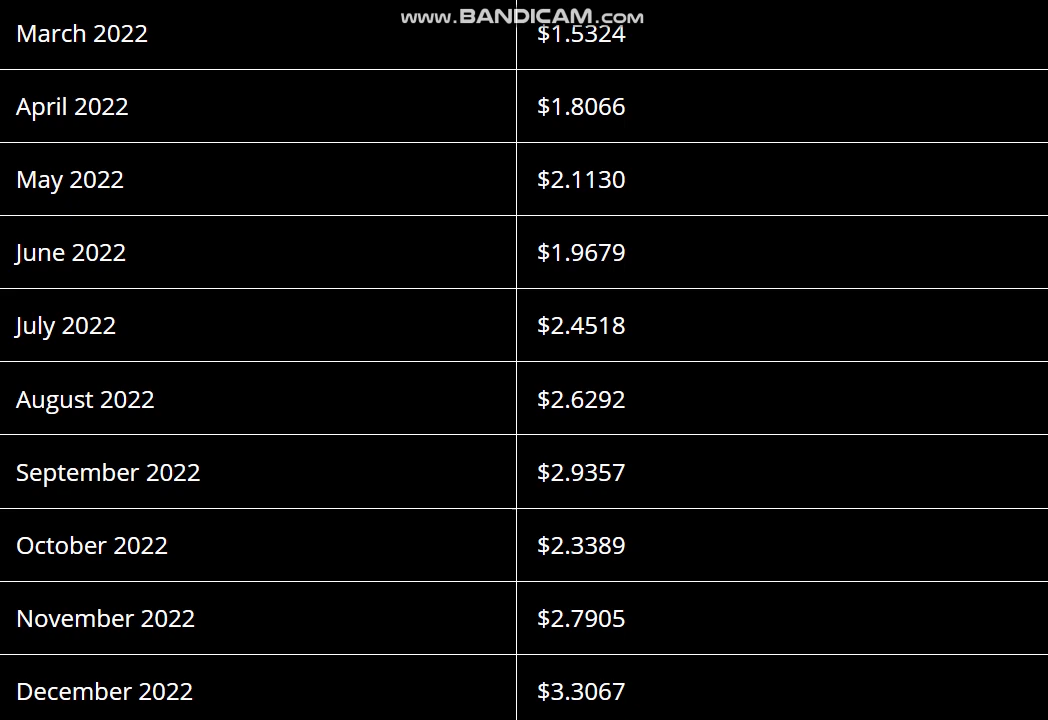 www.BANDICAM.com
March 2022 $1.5324
April 2022 $1.8066
May 2022 $2.1130
June 2022 $1.9679
July 2022 $2.4518
August 2022 $2.6292
September 2022 $2.9357
October 2022 $2.3389
November 2022 $2.7905
December 2022 $3.3067